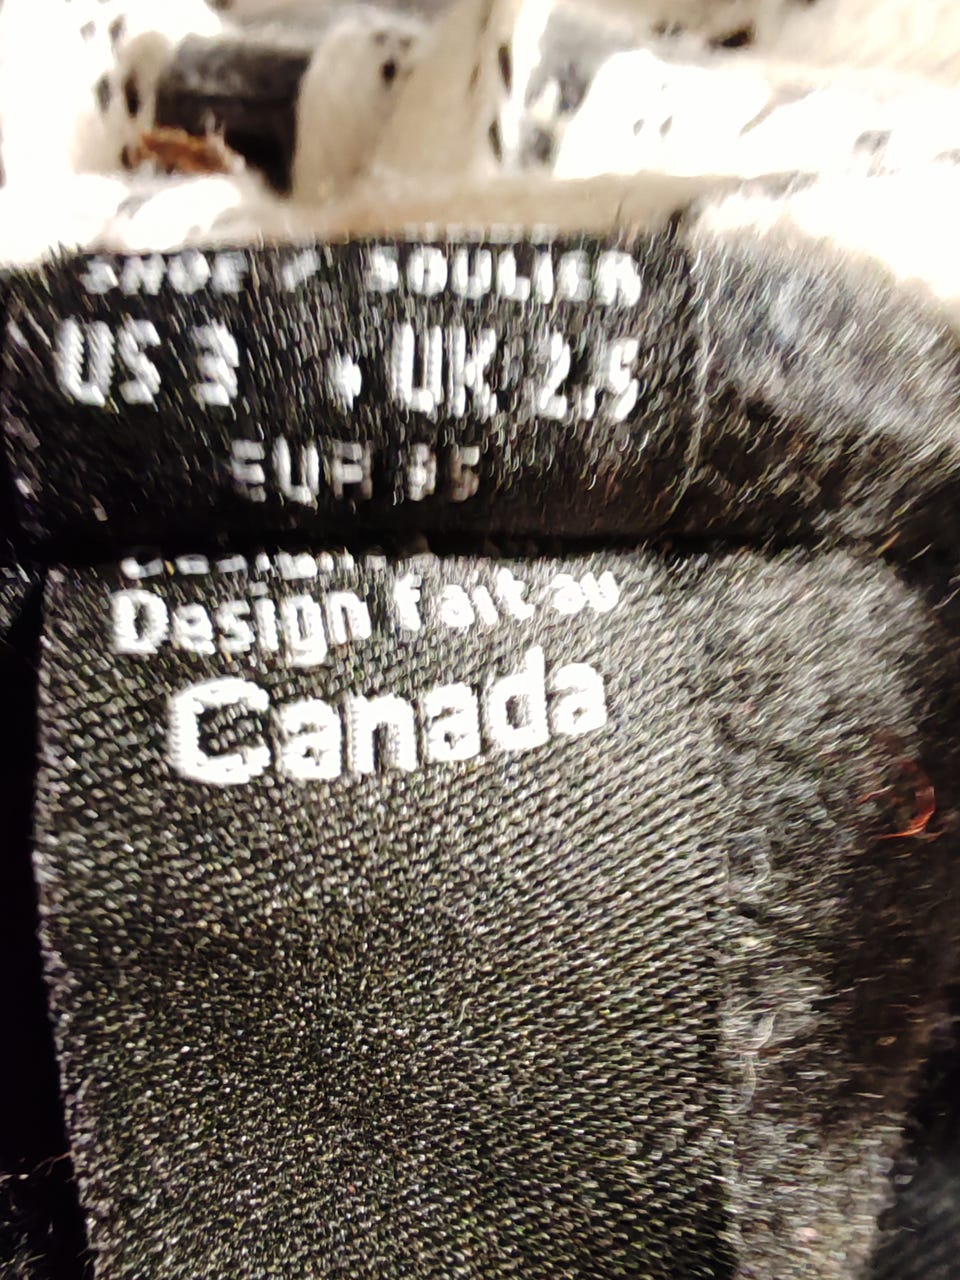 SHOE / SOULIER
US 3 • UK 2.5
EUR 35
Design fait au
Canada